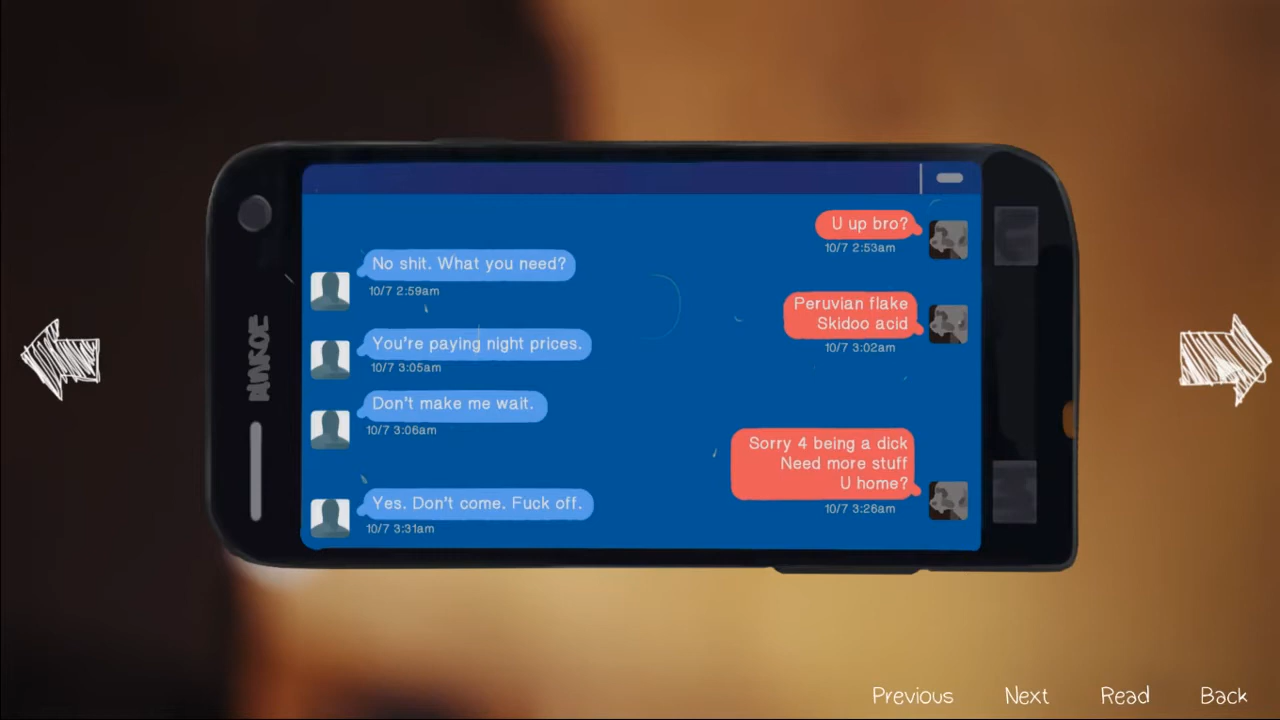 U up bro?
10/7 2:53am
No shit. What you need?
10/7 2:59am
Peruvian flake
Skidoo acid
10/7 3:02am
You're paying night prices.
10/7 3:05am
Don't make me wait.
10/7 3:06am
Sorry 4 being a dick
Need more stuff
U home?
10/7 3:26am
Yes. Don't come. Fuck off.
10/7 3:31am
Previous
Next
Read
Back